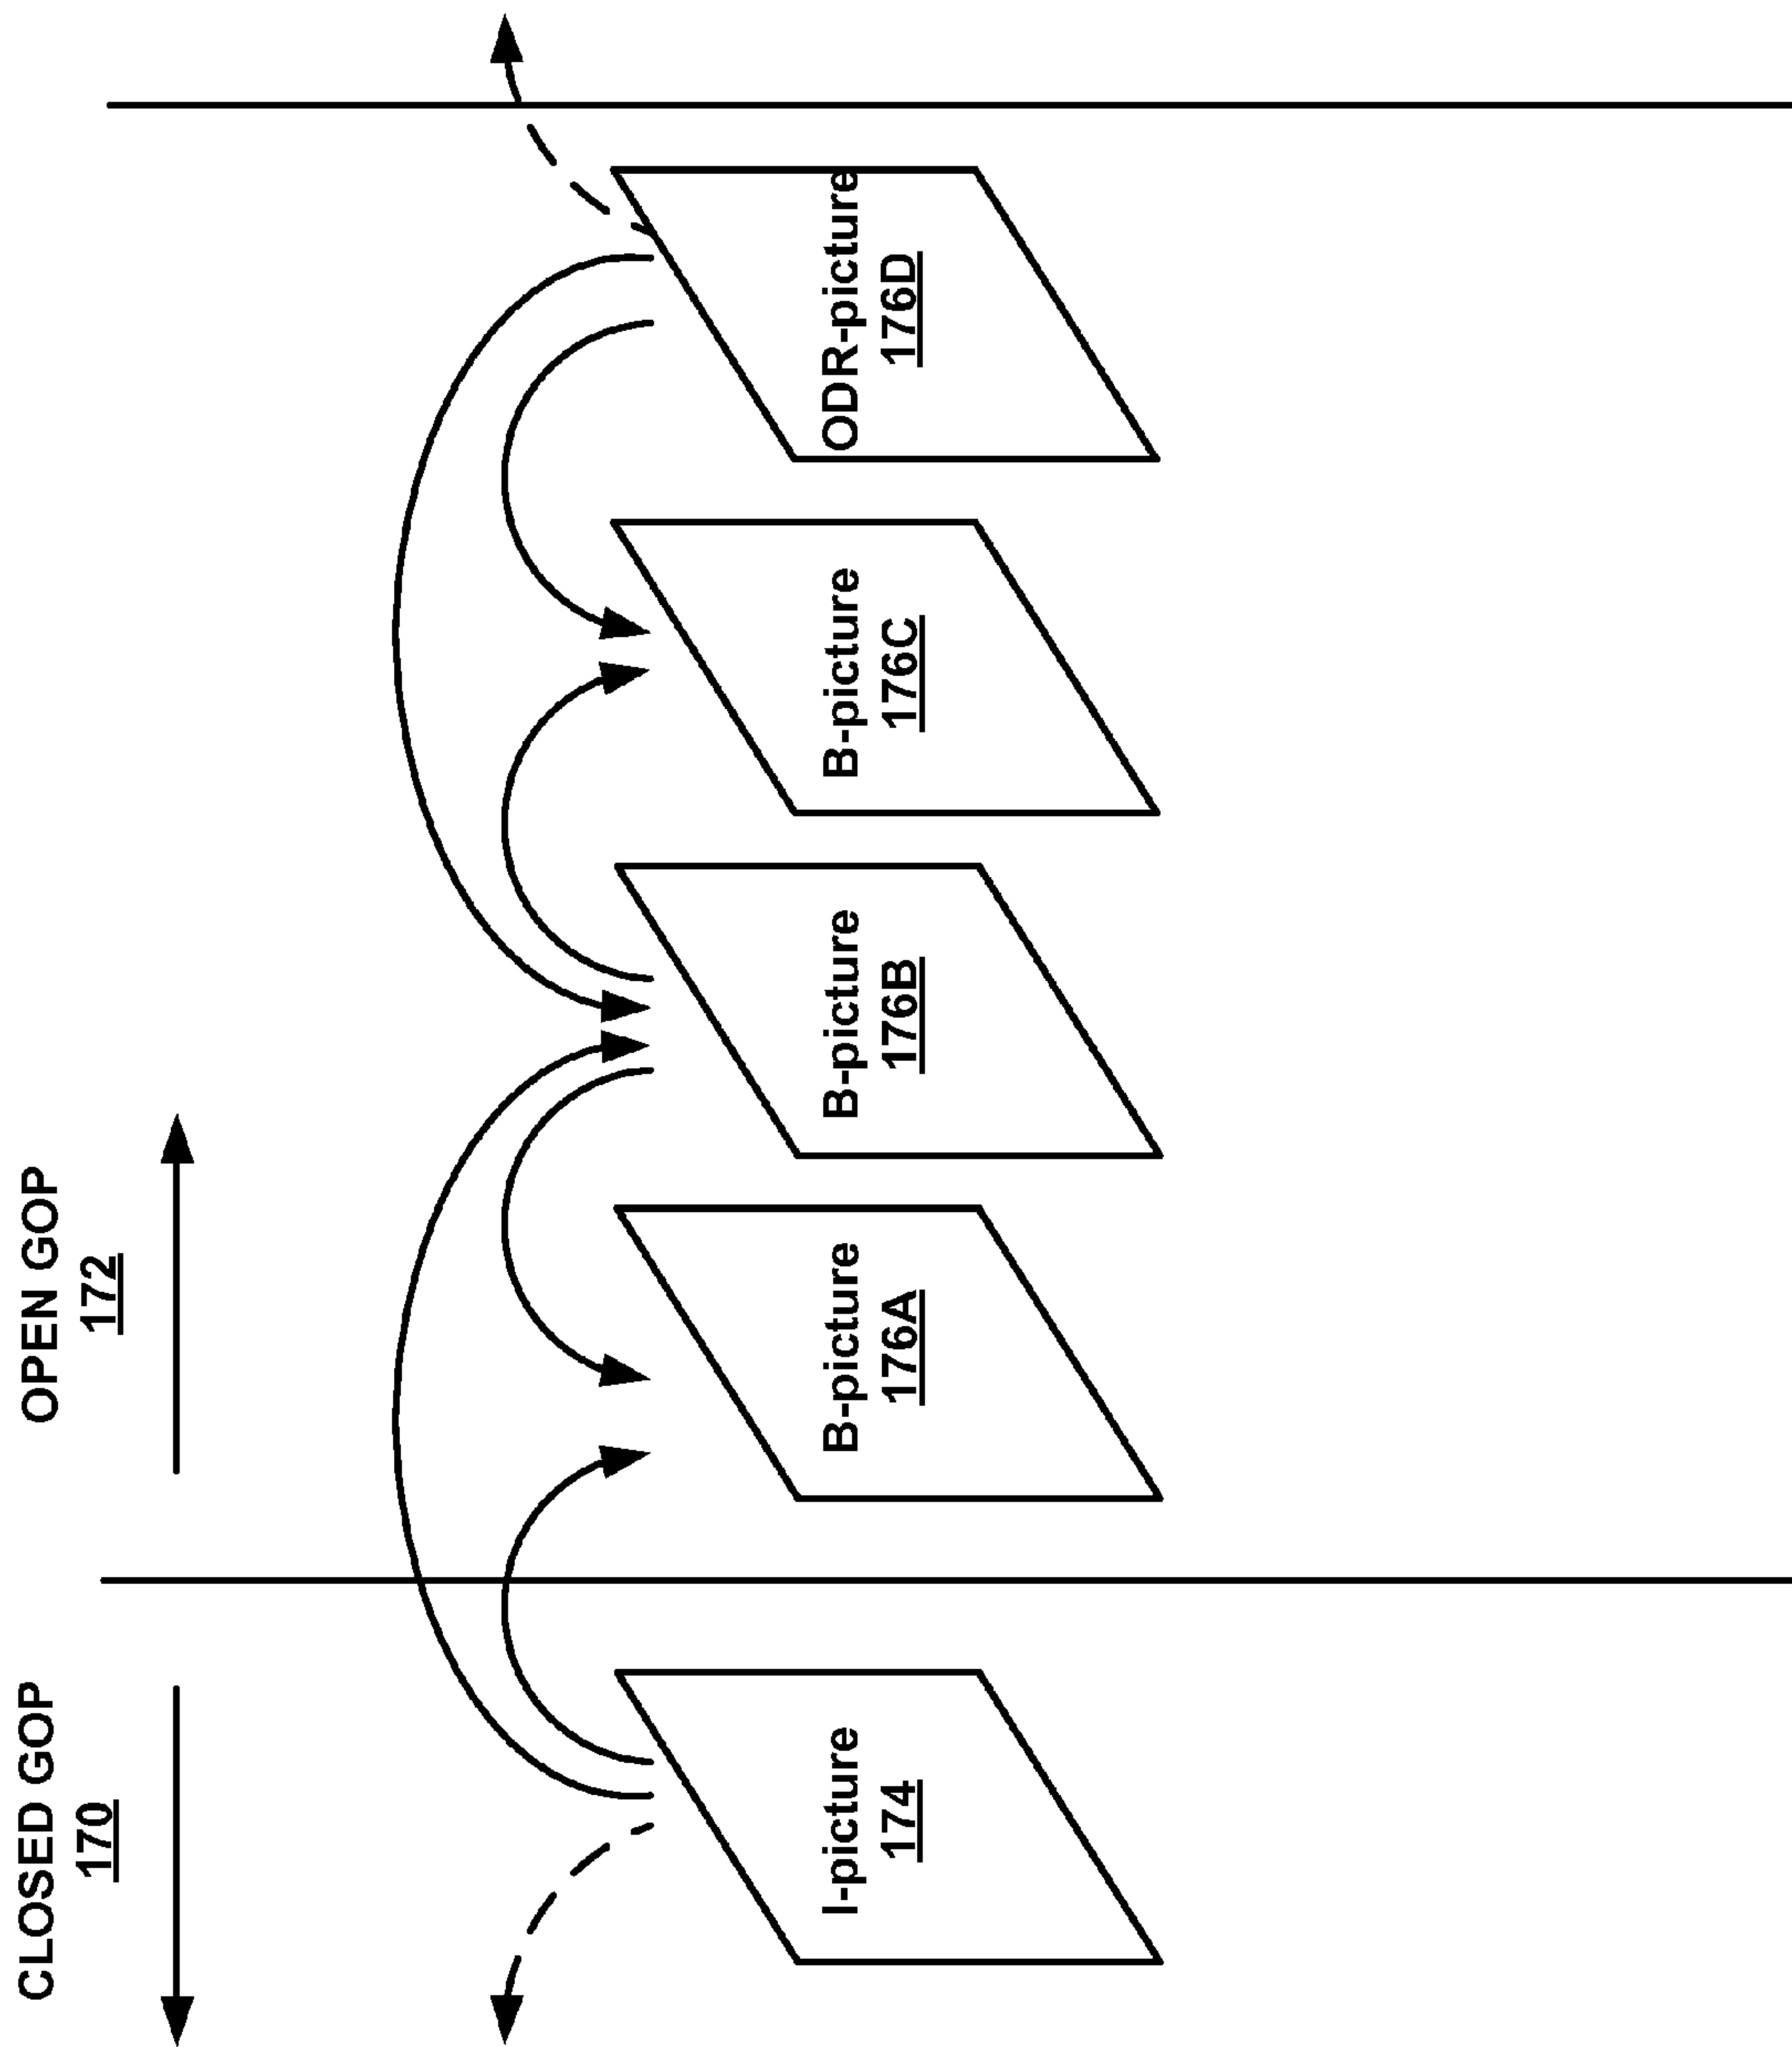 CLOSED GOP
170
OPEN GOP
172
I-picture
174
B-picture
176A
B-picture
176B
B-picture
176C
ODR-picture
176D